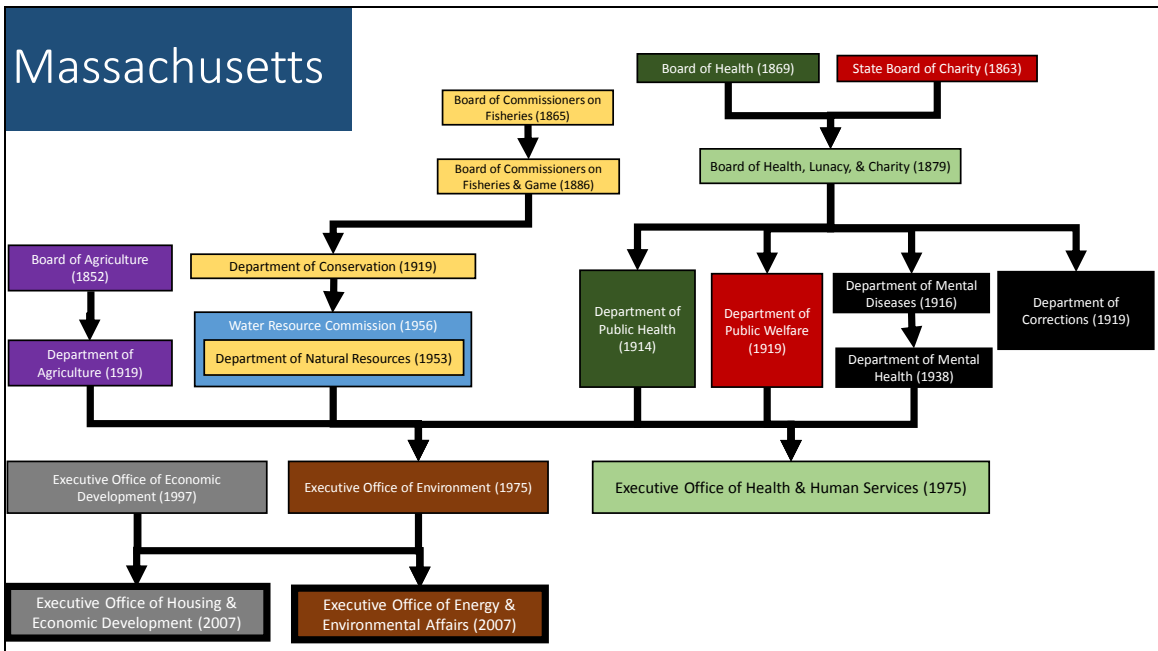 Massachusetts
Board of Health (1869)
State Board of Charity (1863)
Board of Commissioners on
Fisheries (1865)
Board of Commissioners on
Fisheries & Game (1886)
Board of Health, Lunacy, & Charity (1879)
Board of Agriculture
(1852)
Department of Conservation (1919)
Department of
Public Health
(1914)
Department of
Public Welfare
(1919)
Department of Mental
Diseases (1916)
Department of
Corrections (1919)
Water Resource Commission (1956)
Department of Natural Resources (1953)
Department of
Agriculture (1919)
Department of Mental
Health (1938)
Executive Office of Economic
Development (1997)
Executive Office of Environment (1975)
Executive Office of Health & Human Services (1975)
Executive Office of Housing &
Economic Development (2007)
Executive Office of Energy &
Environmental Affairs (2007)